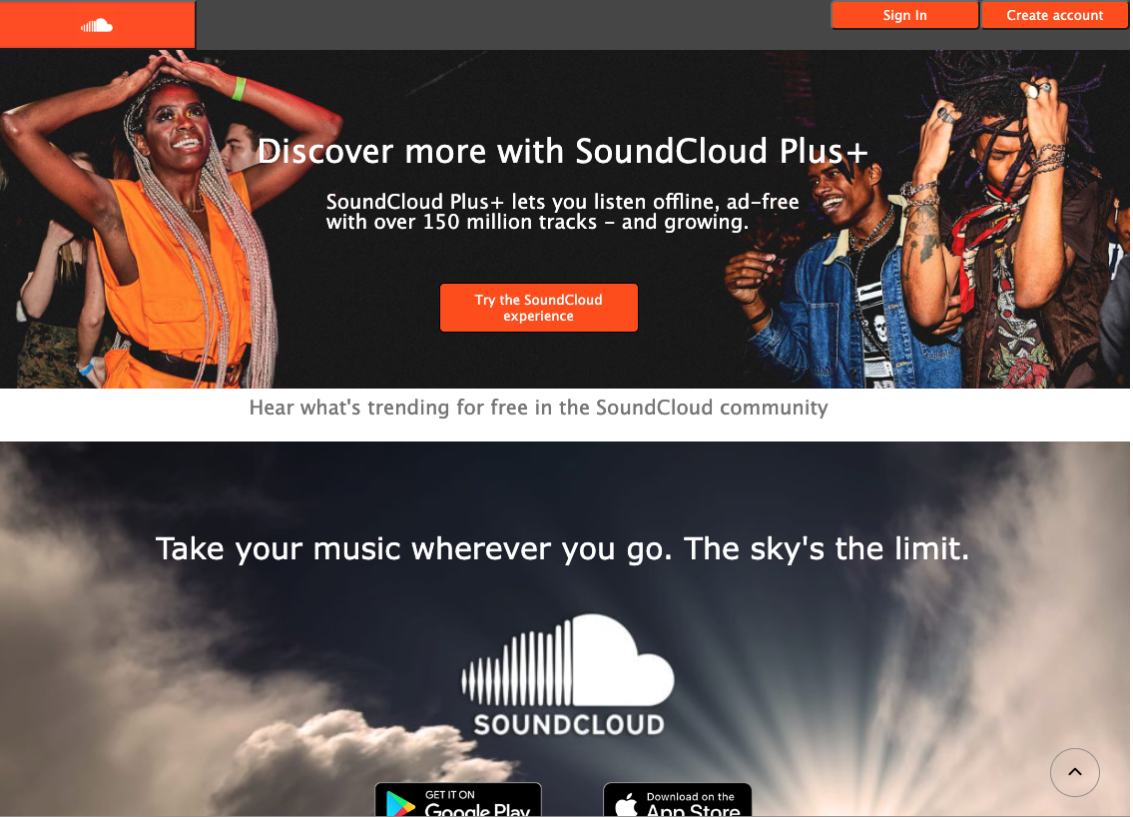 Sign In
Create account
Discover more with SoundCloud Plus+
SoundCloud Plus+ lets you listen offline, ad-free
with over 150 million tracks – and growing.
Try the SoundCloud
experience
Hear what's trending for free in the SoundCloud community
Take your music wherever you go. The sky's the limit.
SOUNDCLOUD
GET IT ON
Google Play
Download on the
App Store